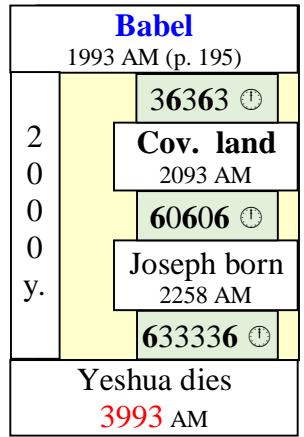 Babel
1993 AM (p. 195)
36363 🕛
2
0
0
0
y.
Cov. land
2093 AM
60606 🕛
Joseph born
2258 AM
633336 🕛
Yeshua dies
3993 AM